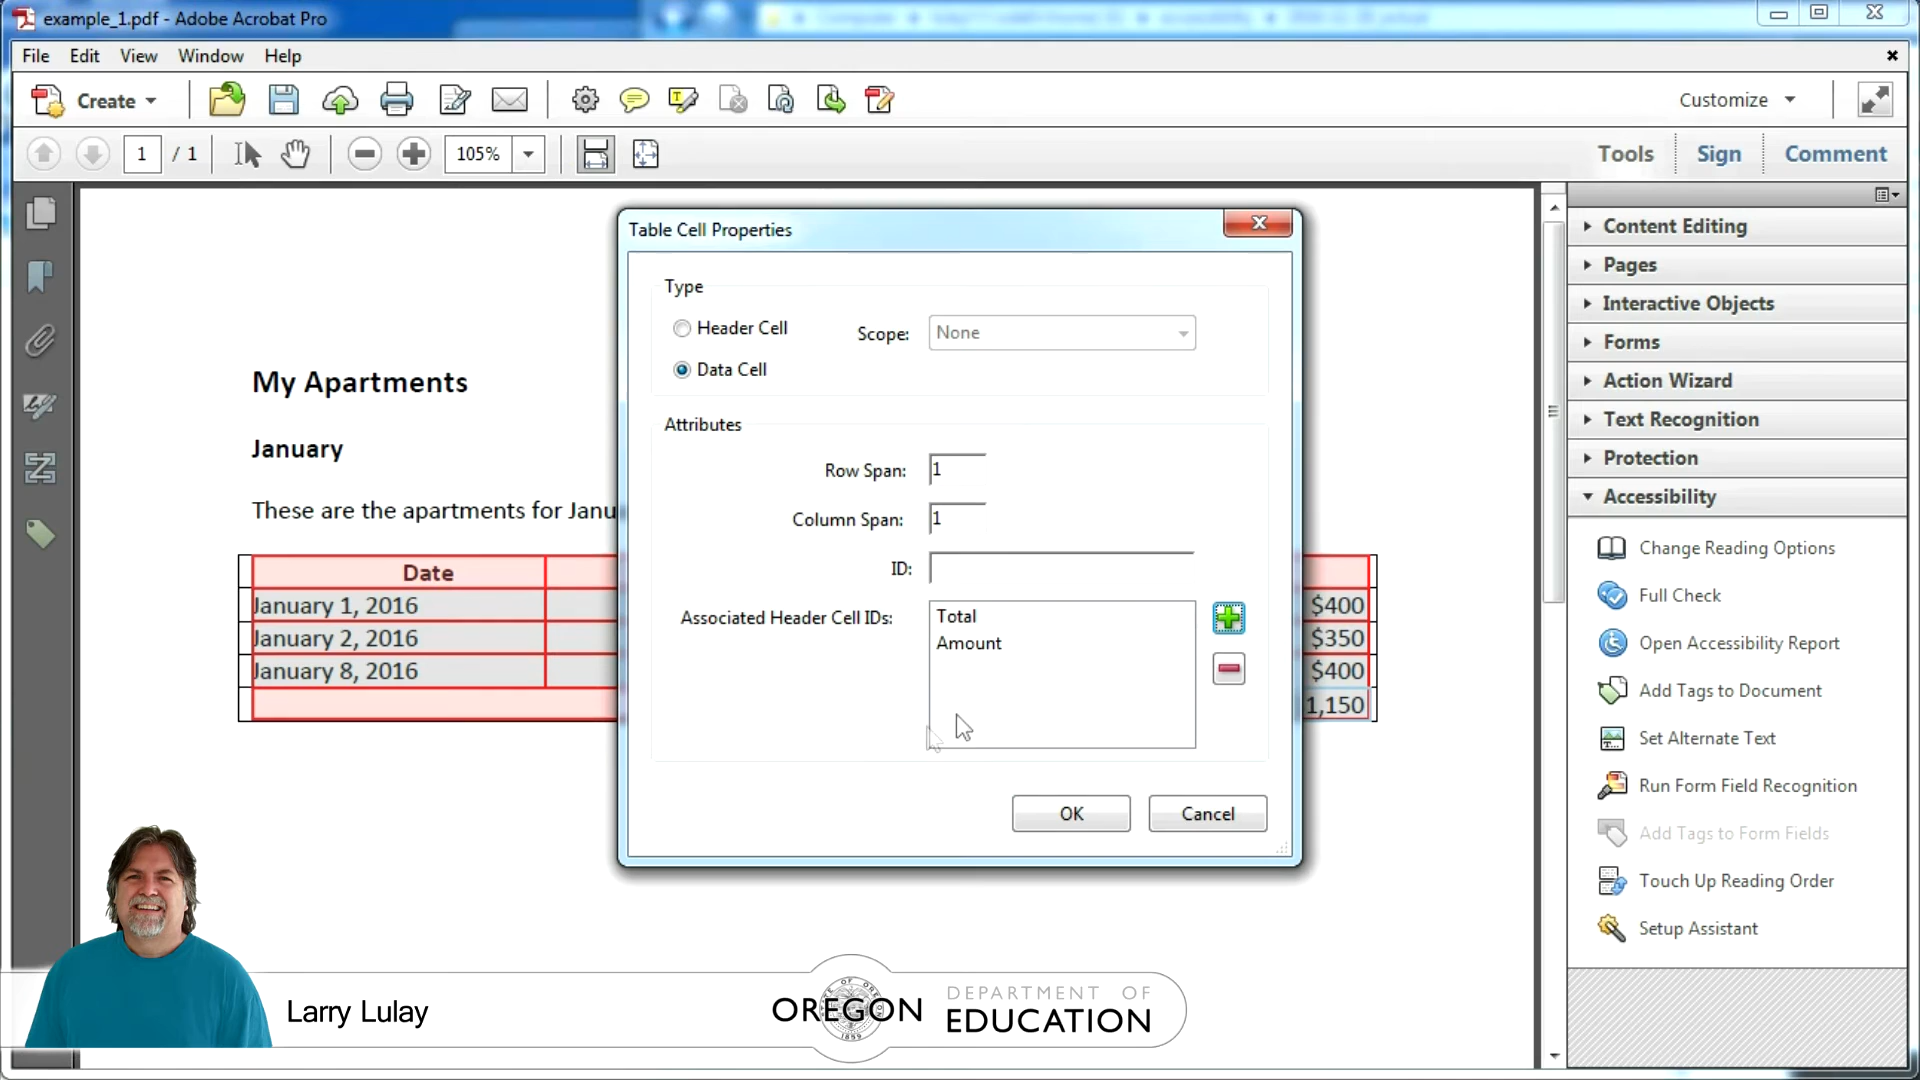 example_1.pdf - Adobe Acrobat Pro
File Edit View Window Help
Create
Customize
1 / 1
105%
Tools Sign Comment
My Apartments
January
These are the apartments for Janu
Date
January 1, 2016
January 2, 2016
January 8, 2016
$400
$350
$400
1,150
Table Cell Properties
Type
Header Cell
Scope: None
Data Cell
Attributes
Row Span: 1
Column Span: 1
ID:
Associated Header Cell IDs:
Total
Amount
OK
Cancel
Content Editing
Pages
Interactive Objects
Forms
Action Wizard
Text Recognition
Protection
Accessibility
Change Reading Options
Full Check
Open Accessibility Report
Add Tags to Document
Set Alternate Text
Run Form Field Recognition
Add Tags to Form Fields
Touch Up Reading Order
Setup Assistant
Larry Lulay
OREGON
DEPARTMENT OF
EDUCATION